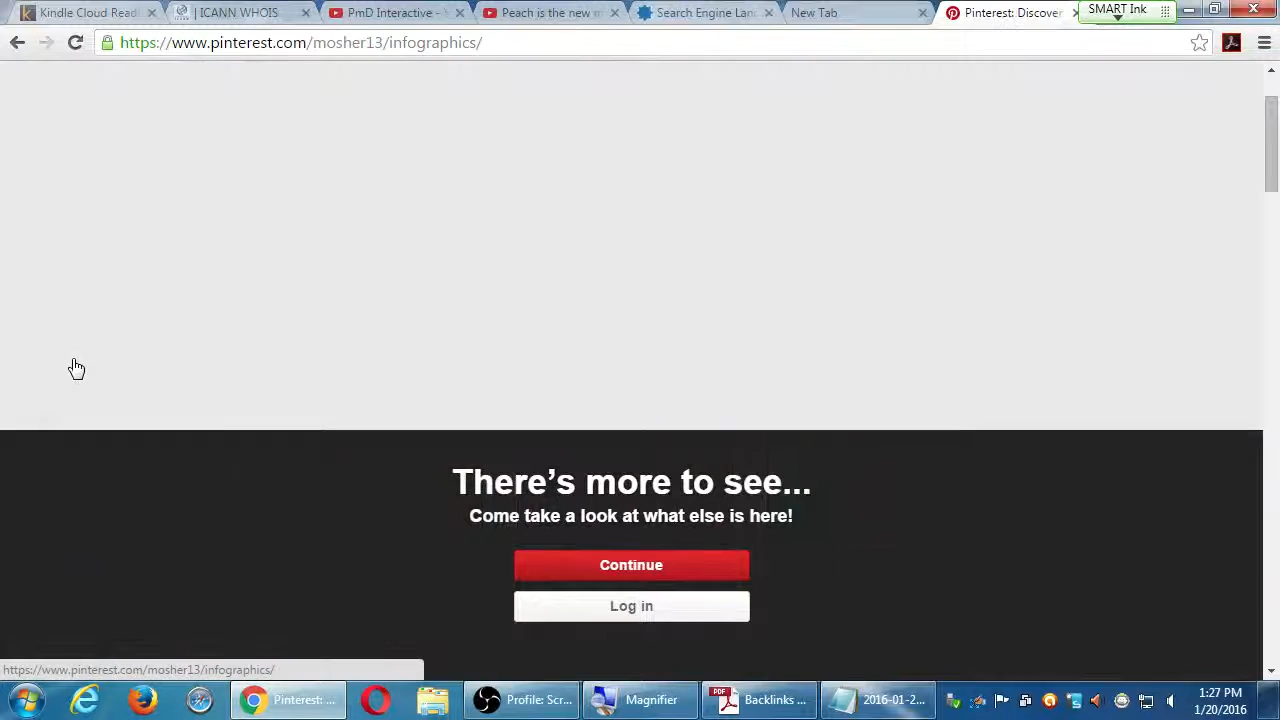 Kindle Cloud Read
| ICANN WHOIS
PmD Interactive - S
Peach is the new m
Search Engine Lan
New Tab
Pinterest: Discover
SMART Ink
https://www.pinterest.com/mosher13/infographics/
There's more to see...
Come take a look at what else is here!
Continue
Log in
https://www.pinterest.com/mosher13/infographics/
Pinterest: ...
Profile: Scr...
Magnifier
PDF
Backlinks ...
2016-01-2...
1:27 PM
1/20/2016